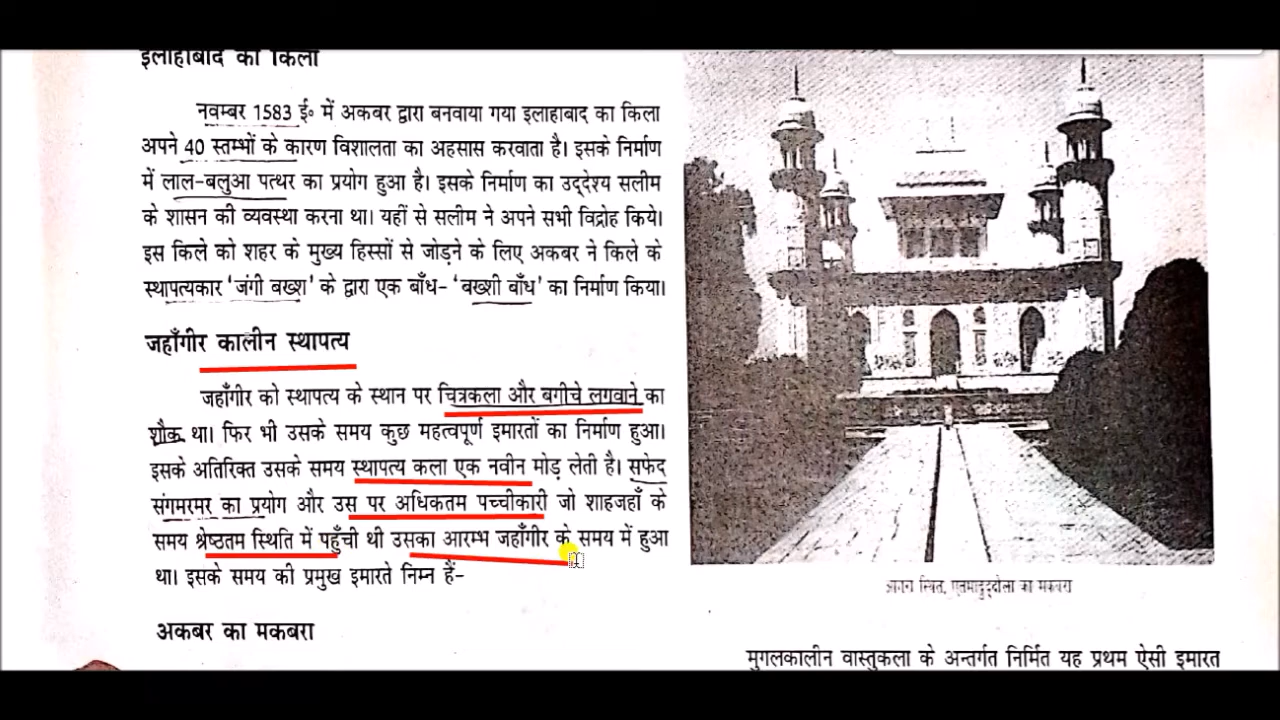 इलाहाबाद का किला
नवम्बर 1583 ई॰ में अकबर द्वारा बनवाया गया इलाहाबाद का किला
अपने 40 स्तम्भों के कारण विशालता का अहसास करवाता है। इसके निर्माण
में लाल-बलुआ पत्थर का प्रयोग हुआ है। इसके निर्माण का उद्देश्य सलीम
के शासन की व्यवस्था करना था। यहीं से सलीम ने अपने सभी विद्रोह किये।
इस किले को शहर के मुख्य हिस्सों से जोड़ने के लिए अकबर ने किले के
स्थापत्यकार 'जंगी बख्श' के द्वारा एक बाँध- 'बख्शी बाँध' का निर्माण किया।
जहाँगीर कालीन स्थापत्य
जहाँगीर को स्थापत्य के स्थान पर चित्रकला और बगीचे लगवाने का
शौक था। फिर भी उसके समय कुछ महत्वपूर्ण इमारतों का निर्माण हुआ।
इसके अतिरिक्त उसके समय स्थापत्य कला एक नवीन मोड़ लेती है। सफेद
संगमरमर का प्रयोग और उस पर अधिकतम पच्चीकारी जो शाहजहाँ के
समय श्रेष्ठतम स्थिति में पहुँची थी उसका आरम्भ जहाँगीर के समय में हुआ
था। इसके समय की प्रमुख इमारते निम्न हैं-
अकबर का मकबरा
आगरा स्थित, एतमादुद्दौला का मकबरा
मुगलकालीन वास्तुकला के अन्तर्गत निर्मित यह प्रथम ऐसी इमारत